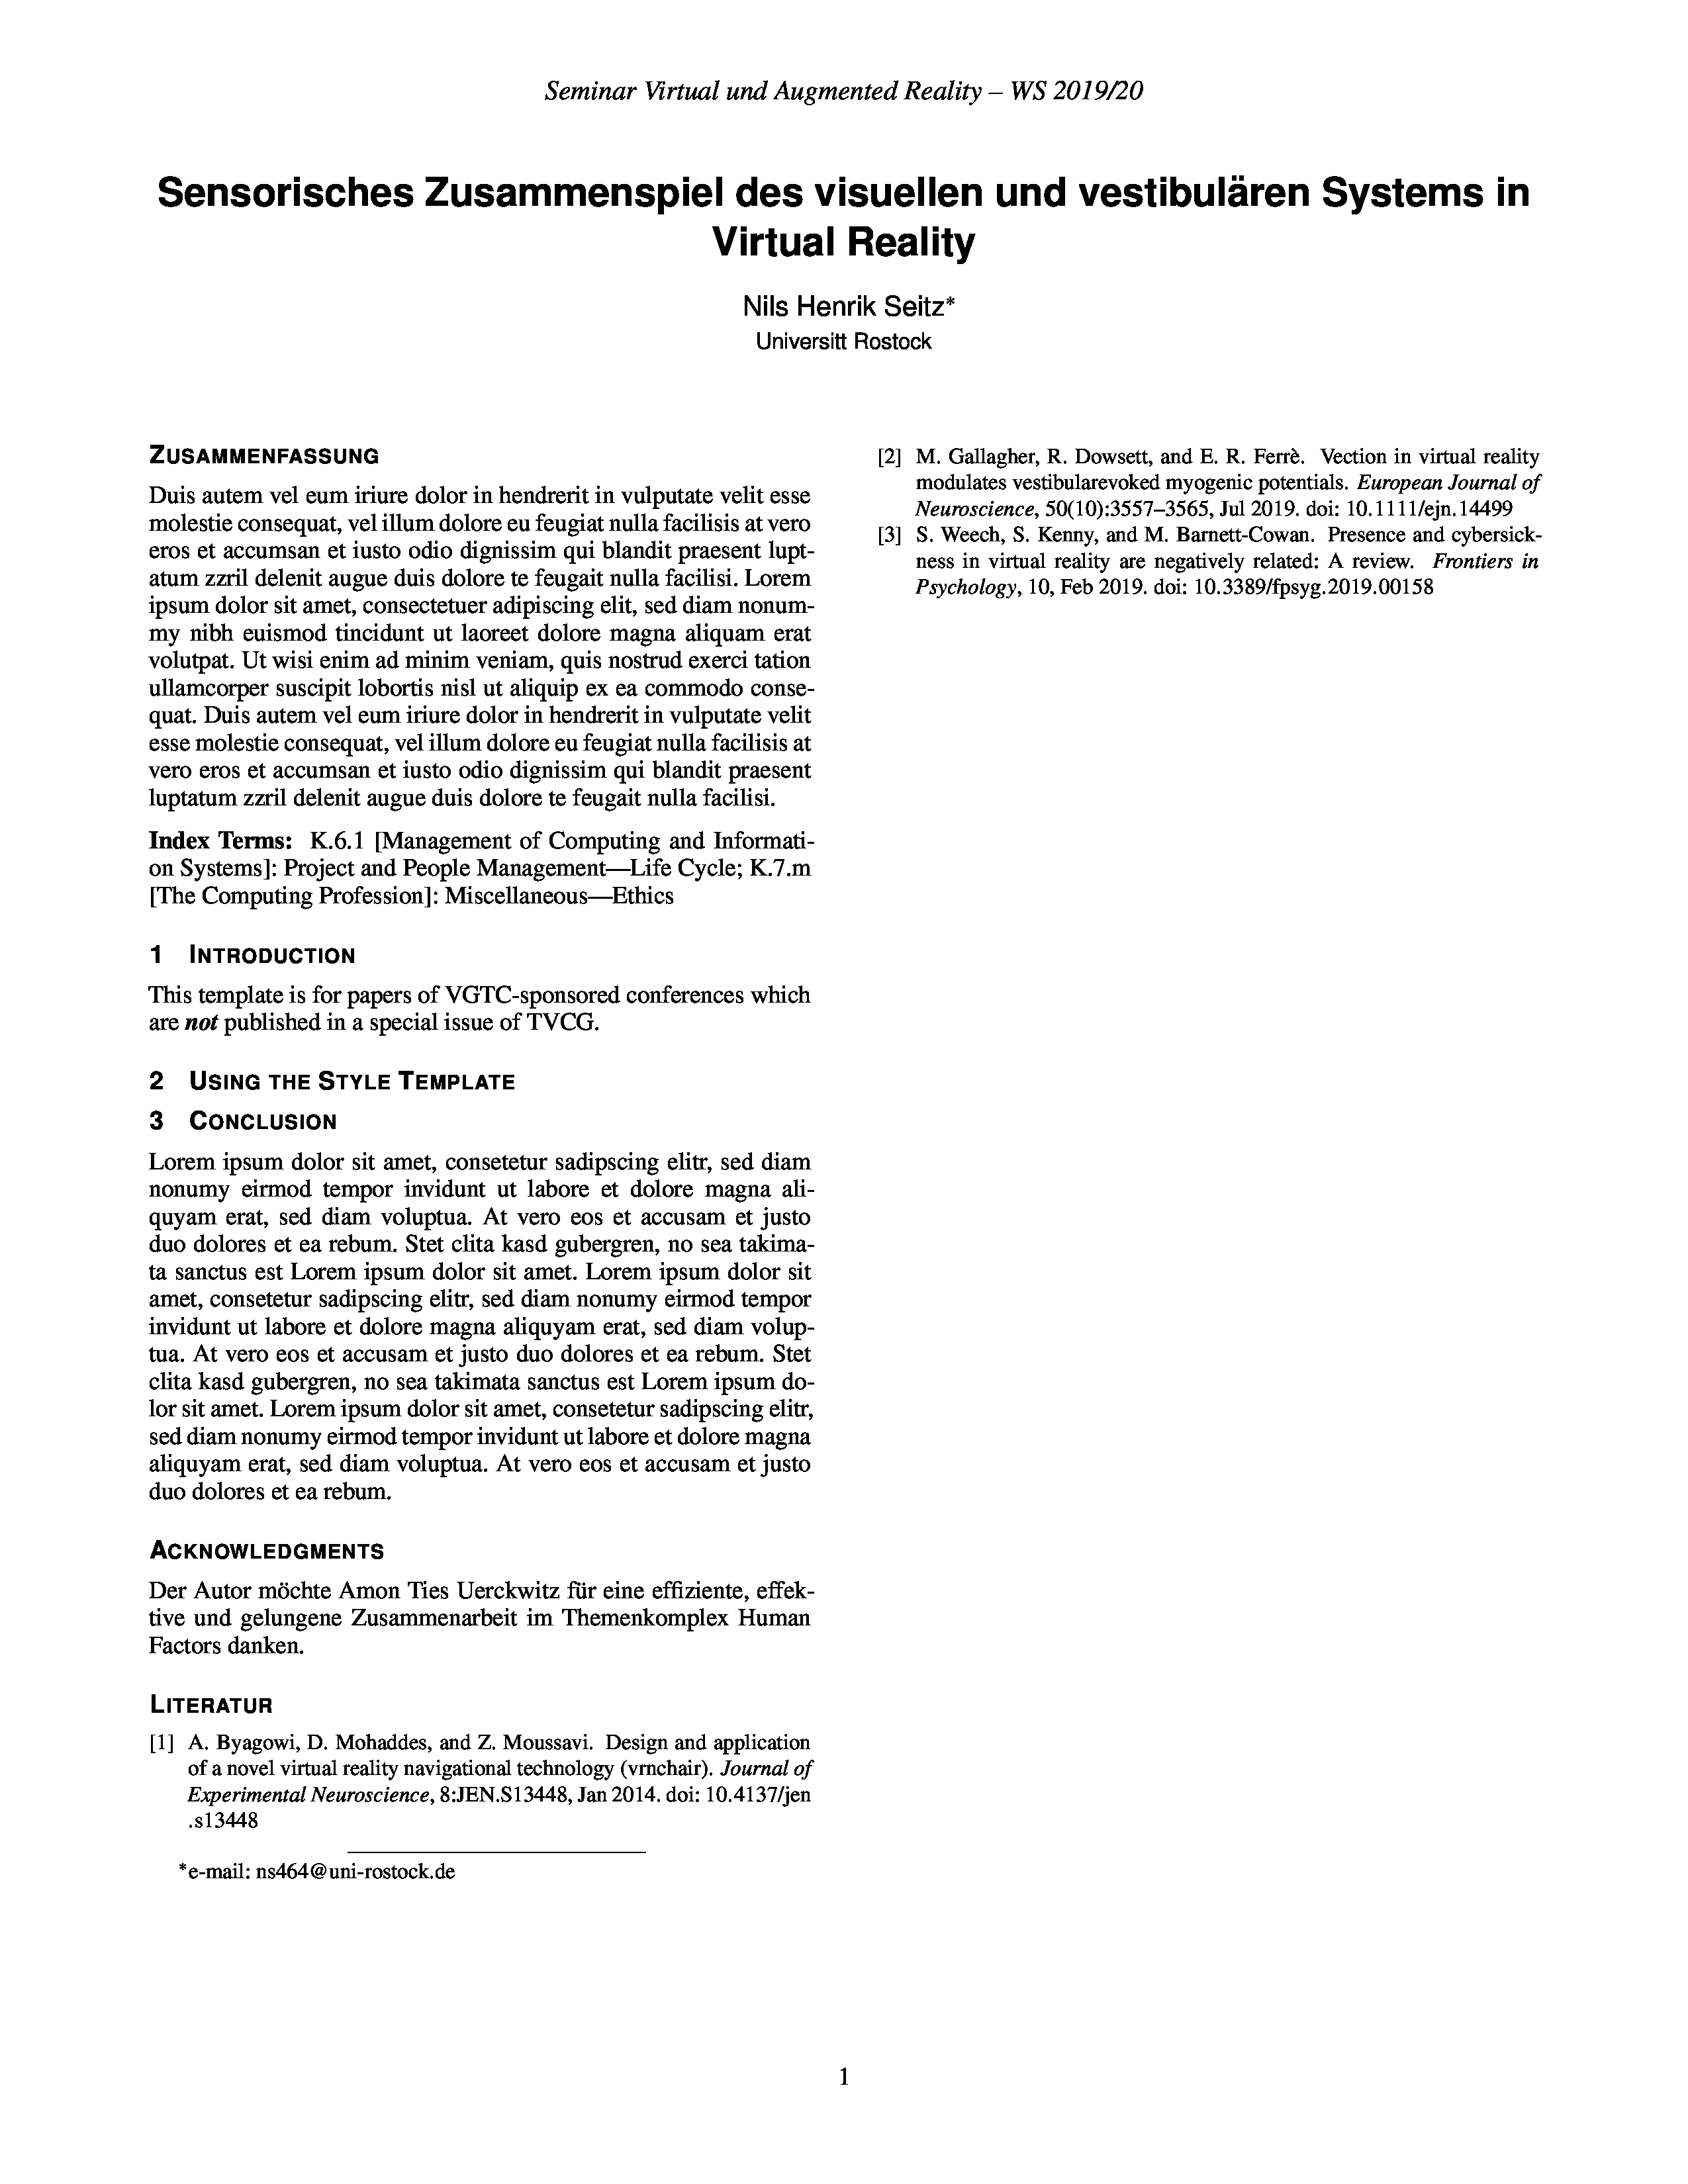 Seminar Virtual und Augmented Reality – WS 2019/20
Sensorisches Zusammenspiel des visuellen und vestibulären Systems in
Virtual Reality
Nils Henrik Seitz*
Universitt Rostock
ZUSAMMENFASSUNG
Duis autem vel eum iriure dolor in hendrerit in vulputate velit esse
molestie consequat, vel illum dolore eu feugiat nulla facilisis at vero
eros et accumsan et iusto odio dignissim qui blandit praesent lupt-
atum zzril delenit augue duis dolore te feugait nulla facilisi. Lorem
ipsum dolor sit amet, consectetuer adipiscing elit, sed diam nonum-
my nibh euismod tincidunt ut laoreet dolore magna aliquam erat
volutpat. Ut wisi enim ad minim veniam, quis nostrud exerci tation
ullamcorper suscipit lobortis nisl ut aliquip ex ea commodo conse-
quat. Duis autem vel eum iriure dolor in hendrerit in vulputate velit
esse molestie consequat, vel illum dolore eu feugiat nulla facilisis at
vero eros et accumsan et iusto odio dignissim qui blandit praesent
luptatum zzril delenit augue duis dolore te feugait nulla facilisi.
Index Terms: K.6.1 [Management of Computing and Informati-
on Systems]: Project and People Management—Life Cycle; K.7.m
[The Computing Profession]: Miscellaneous—Ethics
1 INTRODUCTION
This template is for papers of VGTC-sponsored conferences which
are not published in a special issue of TVCG.
2 USING THE STYLE TEMPLATE
3 CONCLUSION
Lorem ipsum dolor sit amet, consetetur sadipscing elitr, sed diam
nonumy eirmod tempor invidunt ut labore et dolore magna ali-
quyam erat, sed diam voluptua. At vero eos et accusam et justo
duo dolores et ea rebum. Stet clita kasd gubergren, no sea takima-
ta sanctus est Lorem ipsum dolor sit amet. Lorem ipsum dolor sit
amet, consetetur sadipscing elitr, sed diam nonumy eirmod tempor
invidunt ut labore et dolore magna aliquyam erat, sed diam volup-
tua. At vero eos et accusam et justo duo dolores et ea rebum. Stet
clita kasd gubergren, no sea takimata sanctus est Lorem ipsum do-
lor sit amet. Lorem ipsum dolor sit amet, consetetur sadipscing elitr,
sed diam nonumy eirmod tempor invidunt ut labore et dolore magna
aliquyam erat, sed diam voluptua. At vero eos et accusam et justo
duo dolores et ea rebum.
ACKNOWLEDGMENTS
Der Autor möchte Amon Ties Uerckwitz für eine effiziente, effek-
tive und gelungene Zusammenarbeit im Themenkomplex Human
Factors danken.
LITERATUR
[1] A. Byagowi, D. Mohaddes, and Z. Moussavi. Design and application
of a novel virtual reality navigational technology (vrnchair). Journal of
Experimental Neuroscience, 8:JEN.S13448, Jan 2014. doi: 10.4137/jen
.s13448
*e-mail: ns464@uni-rostock.de
[2] M. Gallagher, R. Dowsett, and E. R. Ferrè. Vection in virtual reality
modulates vestibularevoked myogenic potentials. European Journal of
Neuroscience, 50(10):3557–3565, Jul 2019. doi: 10.1111/ejn.14499
[3] S. Weech, S. Kenny, and M. Barnett-Cowan. Presence and cybersick-
ness in virtual reality are negatively related: A review. Frontiers in
Psychology, 10, Feb 2019. doi: 10.3389/fpsyg.2019.00158
1